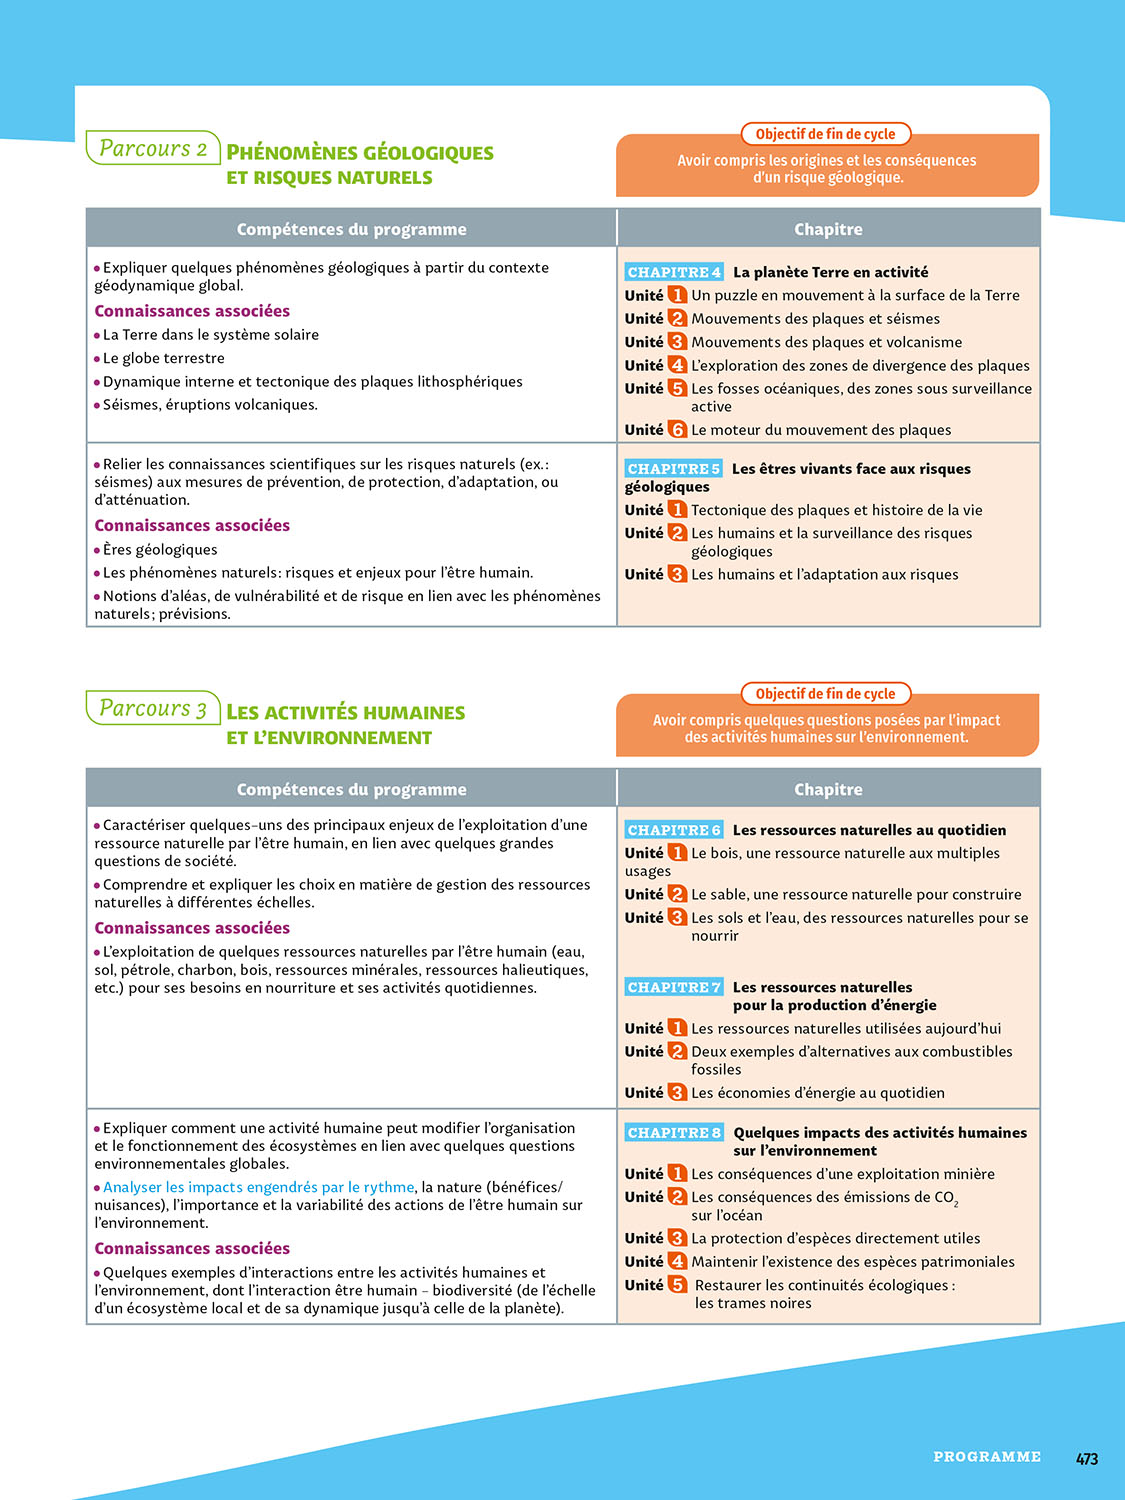 Parcours 2
PHÉNOMÈNES GÉOLOGIQUES
ET RISQUES NATURELS
Objectif de fin de cycle
Avoir compris les origines et les conséquences
d'un risque géologique.
Compétences du programme
Chapitre
• Expliquer quelques phénomènes géologiques à partir du contexte
géodynamique global.
Connaissances associées
• La Terre dans le système solaire
• Le globe terrestre
• Dynamique interne et tectonique des plaques lithosphériques
• Séismes, éruptions volcaniques.
CHAPITRE 4 La planète Terre en activité
Unité 1 Un puzzle en mouvement à la surface de la Terre
Unité 2 Mouvements des plaques et séismes
Unité 3 Mouvements des plaques et volcanisme
Unité 4 L'exploration des zones de divergence des plaques
Unité 5 Les fosses océaniques, des zones sous surveillance
active
Unité 6 Le moteur du mouvement des plaques
• Relier les connaissances scientifiques sur les risques naturels (ex. :
séismes) aux mesures de prévention, de protection, d'adaptation, ou
d'atténuation.
Connaissances associées
• Ères géologiques
• Les phénomènes naturels : risques et enjeux pour l'être humain.
• Notions d'aléas, de vulnérabilité et de risque en lien avec les phénomènes
naturels ; prévisions.
CHAPITRE 5 Les êtres vivants face aux risques
géologiques
Unité 1 Tectonique des plaques et histoire de la vie
Unité 2 Les humains et la surveillance des risques
géologiques
Unité 3 Les humains et l'adaptation aux risques
Parcours 3
LES ACTIVITÉS HUMAINES
ET L'ENVIRONNEMENT
Objectif de fin de cycle
Avoir compris quelques questions posées par l'impact
des activités humaines sur l'environnement.
Compétences du programme
Chapitre
• Caractériser quelques-uns des principaux enjeux de l'exploitation d'une
ressource naturelle par l'être humain, en lien avec quelques grandes
questions de société.
• Comprendre et expliquer les choix en matière de gestion des ressources
naturelles à différentes échelles.
Connaissances associées
• L'exploitation de quelques ressources naturelles par l'être humain (eau,
sol, pétrole, charbon, bois, ressources minérales, ressources halieutiques,
etc.) pour ses besoins en nourriture et ses activités quotidiennes.
CHAPITRE 6 Les ressources naturelles au quotidien
Unité 1 Le bois, une ressource naturelle aux multiples
usages
Unité 2 Le sable, une ressource naturelle pour construire
Unité 3 Les sols et l'eau, des ressources naturelles pour se
nourrir
CHAPITRE 7 Les ressources naturelles
pour la production d'énergie
Unité 1 Les ressources naturelles utilisées aujourd'hui
Unité 2 Deux exemples d'alternatives aux combustibles
fossiles
Unité 3 Les économies d'énergie au quotidien
• Expliquer comment une activité humaine peut modifier l'organisation
et le fonctionnement des écosystèmes en lien avec quelques questions
environnementales globales.
• Analyser les impacts engendrés par le rythme, la nature (bénéfices/
nuisances), l'importance et la variabilité des actions de l'être humain sur
l'environnement.
Connaissances associées
• Quelques exemples d'interactions entre les activités humaines et
l'environnement, dont l'interaction être humain – biodiversité (de l'échelle
d'un écosystème local et de sa dynamique jusqu'à celle de la planète).
CHAPITRE 8 Quelques impacts des activités humaines
sur l'environnement
Unité 1 Les conséquences d'une exploitation minière
Unité 2 Les conséquences des émissions de CO2
sur l'océan
Unité 3 La protection d'espèces directement utiles
Unité 4 Maintenir l'existence des espèces patrimoniales
Unité 5 Restaurer les continuités écologiques :
les trames noires
PROGRAMME 473